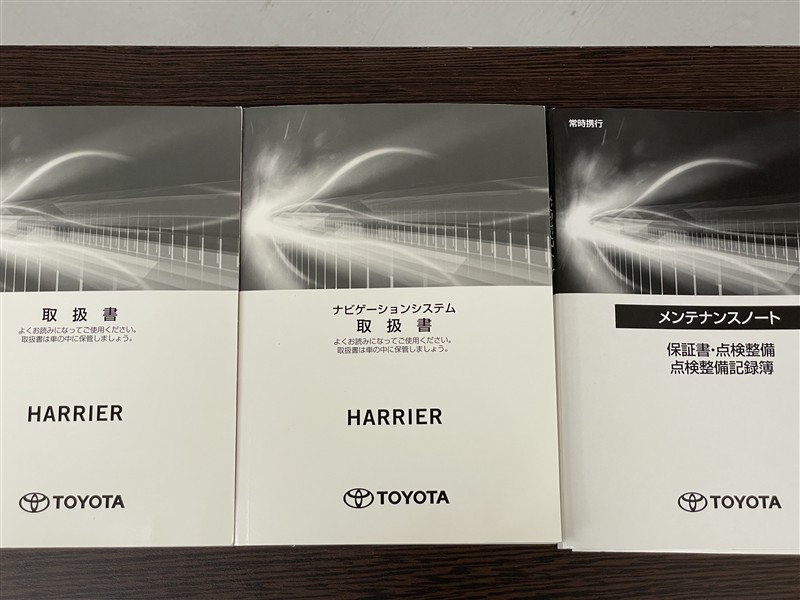 取扱書
よくお読みになってご使用ください。
取扱書は車の中に保管しましょう。
HARRIER
TOYOTA
ナビゲーションシステム
取扱書
よくお読みになってご使用ください。
取扱書は車の中に保管しましょう。
HARRIER
TOYOTA
常時携行
メンテナンスノート
保証書・点検整備
点検整備記録簿
TOYOTA